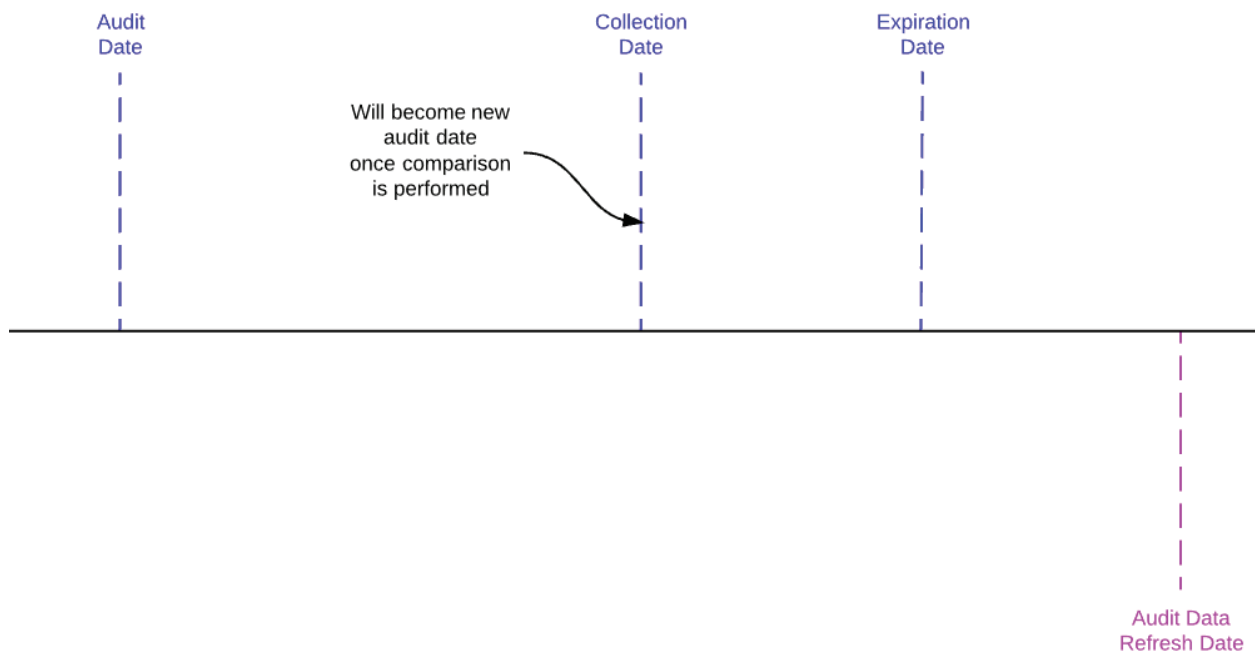 Audit
Date
Collection
Date
Expiration
Date
Will become new
audit date
once comparison
is performed
Audit Data
Refresh Date